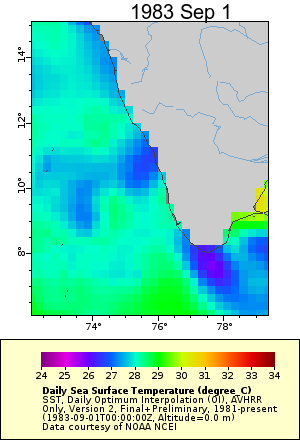 1983 Sep 1
14°
12°
10°
8°
74° 76° 78°
24 25 26 27 28 29 30 31 32 33 34
Daily Sea Surface Temperature (degree_C)
SST, Daily Optimum Interpolation (OI), AVHRR
Only, Version 2, Final+Preliminary, 1981-present
(1983-09-01T00:00:00Z, Altitude=0.0 m)
Data courtesy of NOAA NCEI